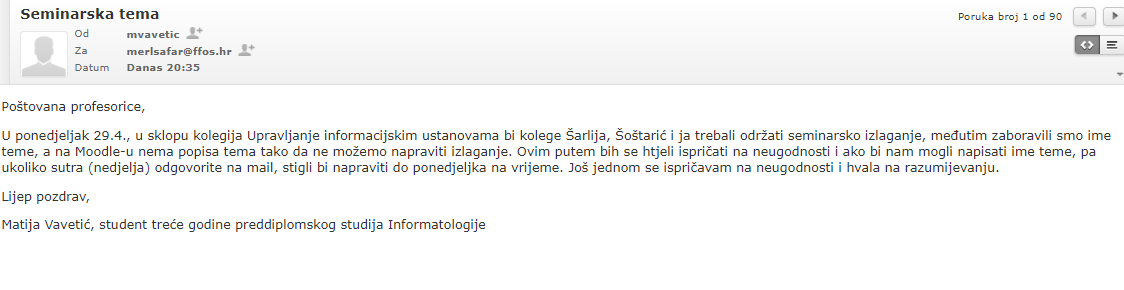 Seminarska tema
Poruka broj 1 od 90
Od mvavetic
Za merlsafar@ffos.hr
Datum Danas 20:35
Poštovana profesorice,
U ponedjeljak 29.4., u sklopu kolegija Upravljanje informacijskim ustanovama bi kolege Šarlija, Šoštarić i ja trebali održati seminarsko izlaganje, međutim zaboravili smo ime
teme, a na Moodle-u nema popisa tema tako da ne možemo napraviti izlaganje. Ovim putem bih se htjeli ispričati na neugodnosti i ako bi nam mogli napisati ime teme, pa
ukoliko sutra (nedjelja) odgovorite na mail, stigli bi napraviti do ponedjeljka na vrijeme. Još jednom se ispričavam na neugodnosti i hvala na razumijevanju.
Lijep pozdrav,
Matija Vavetić, student treće godine preddiplomskog studija Informatologije